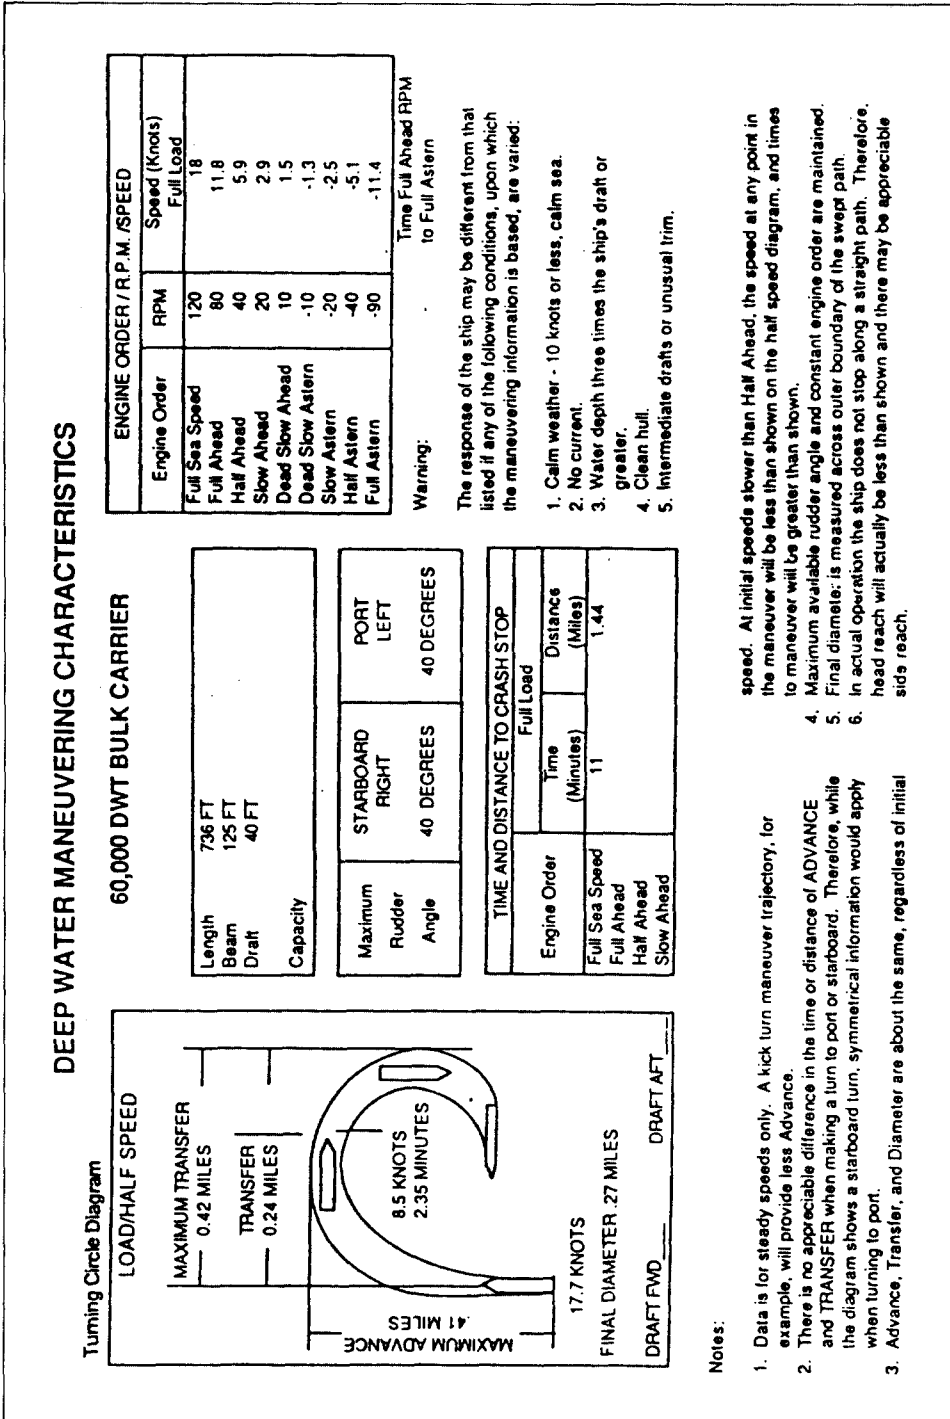 DEEP WATER MANEUVERING CHARACTERISTICS
60,000 DWT BULK CARRIER
Turning Circle Diagram
LOAD/HALF SPEED
MAXIMUM TRANSFER
0.42 MILES
TRANSFER
0.24 MILES
8.5 KNOTS
2.35 MINUTES
MAXIMUM ADVANCE
.41 MILES
17.7 KNOTS
FINAL DIAMETER .27 MILES
DRAFT FWD___ DRAFT AFT___
Length 736 FT
Beam 125 FT
Draft 40 FT
Capacity
Maximum Rudder Angle
STARBOARD RIGHT
PORT LEFT
40 DEGREES 40 DEGREES
TIME AND DISTANCE TO CRASH STOP
Full Load
Engine Order Time (Minutes) Distance (Miles)
Full Sea Speed 11 1.44
Full Ahead
Half Ahead
Slow Ahead
ENGINE ORDER / R.P.M. /SPEED
Engine Order RPM Speed (Knots) Full Load
Full Sea Speed 120 18
Full Ahead 80 11.8
Half Ahead 40 5.9
Slow Ahead 20 2.9
Dead Slow Ahead 10 1.5
Dead Slow Astern -10 -1.3
Slow Astern -20 -2.5
Half Astern -40 -5.1
Full Astern -90 -11.4
Time Full Ahead RPM
Warning: - to Full Astern
The response of the ship may be different from that
listed if any of the following conditions, upon which
the maneuvering information is based, are varied:
1. Calm weather - 10 knots or less, calm sea.
2. No current.
3. Water depth three times the ship's draft or
greater.
4. Clean hull.
5. Intermediate drafts or unusual trim.
Notes:
1. Data is for steady speeds only. A kick turn maneuver trajectory, for
example, will provide less Advance.
2. There is no appreciable difference in the time or distance of ADVANCE
and TRANSFER when making a turn to port or starboard. Therefore, while
the diagram shows a starboard turn, symmetrical information would apply
when turning to port.
3. Advance, Transfer, and Diameter are about the same, regardless of initial
speed. At initial speeds slower than Half Ahead, the speed at any point in
the maneuver will be less than shown on the half speed diagram, and times
to maneuver will be greater than shown.
4. Maximum available rudder angle and constant engine order are maintained.
5. Final diameter is measured across outer boundary of the swept path.
6. In actual operation the ship does not stop along a straight path. Therefore,
head reach will actually be less than shown and there may be appreciable
side reach.